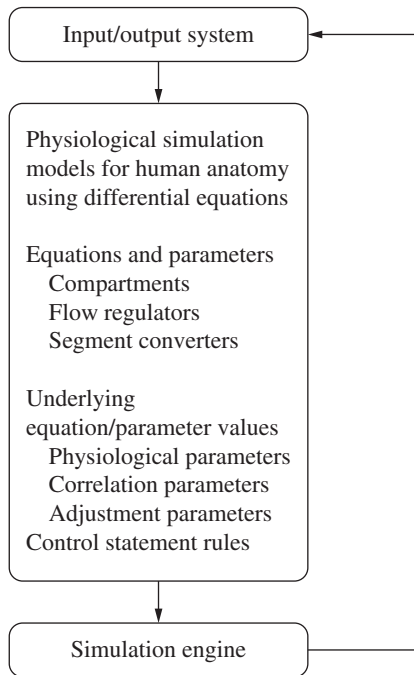 Input/output system
Physiological simulation
models for human anatomy
using differential equations
Equations and parameters
Compartments
Flow regulators
Segment converters
Underlying
equation/parameter values
Physiological parameters
Correlation parameters
Adjustment parameters
Control statement rules
Simulation engine